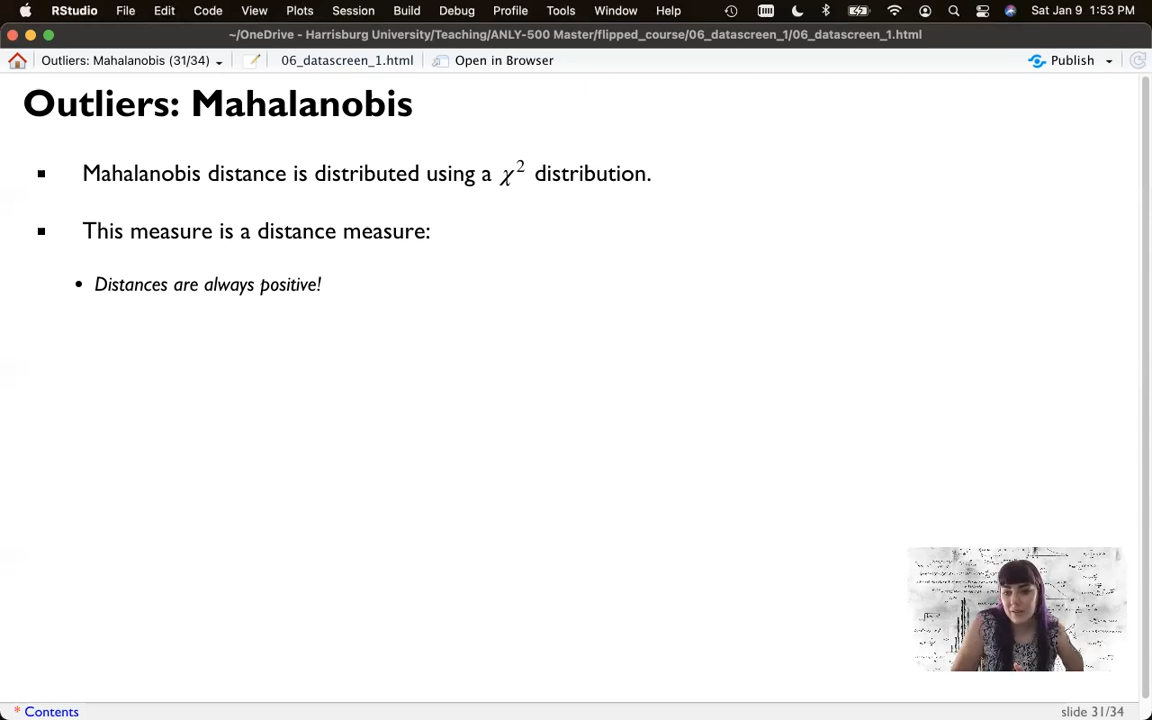 RStudio File Edit Code View Plots Session Build Debug Profile Tools Window Help Sat Jan 9 1:53 PM
~/OneDrive - Harrisburg University/Teaching/ANLY-500 Master/flipped_course/06_datascreen_1/06_datascreen_1.html
Outliers: Mahalanobis (31/34) 06_datascreen_1.html Open in Browser Publish
Outliers: Mahalanobis
Mahalanobis distance is distributed using a χ² distribution.
This measure is a distance measure:
Distances are always positive!
* Contents slide 31/34